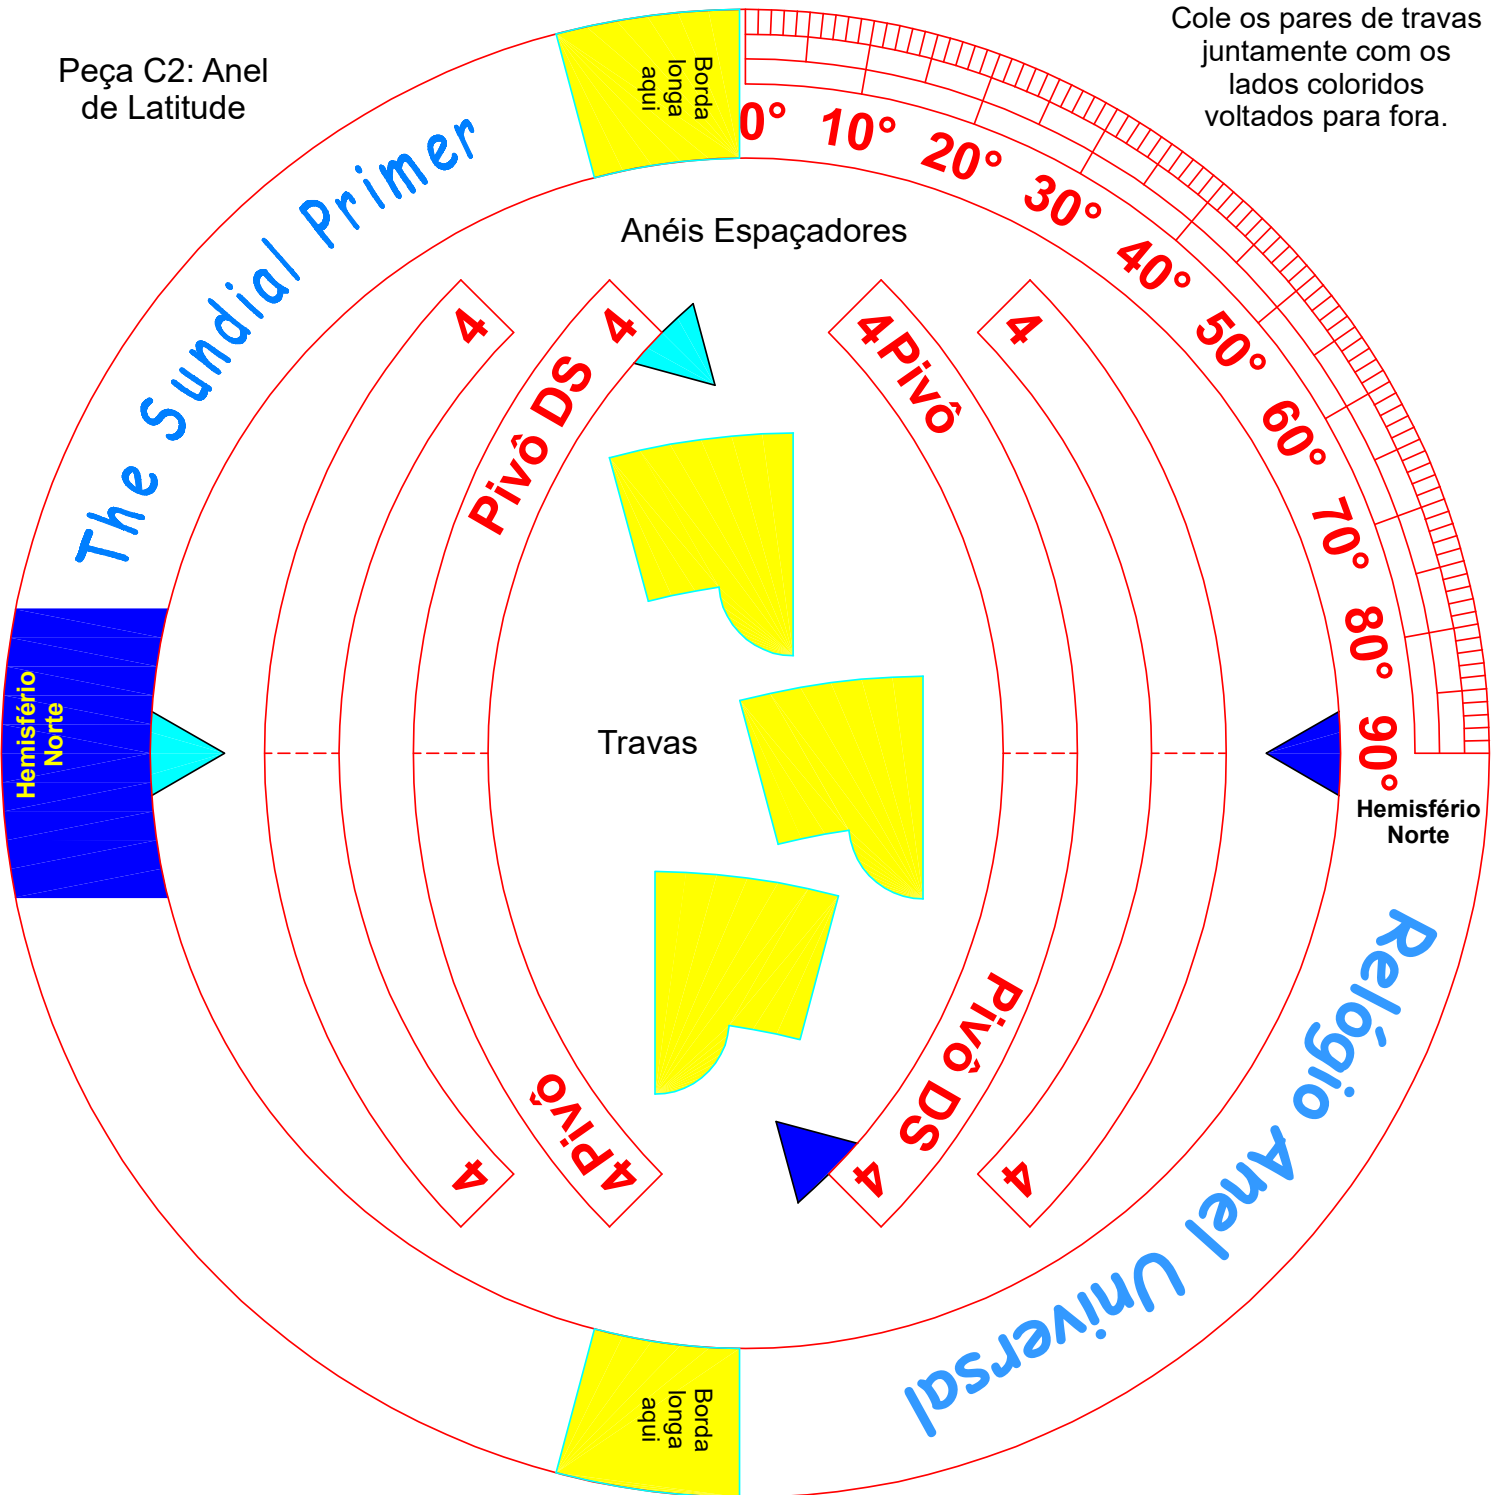 Peça C2: Anel
de Latitude
Cole os pares de travas
juntamente com os
lados coloridos
voltados para fora.
Borda
longa
aqui
0°
10°
20°
30°
40°
50°
60°
70°
80°
90°
The Sundial Primer
Anéis Espaçadores
4
Pivô DS 4
4Pivô
4
Hemisfério
Norte
Travas
Hemisfério
Norte
4
4Pivô
Pivô DS 4
4
Relógio Anel Universal
Borda
longa
aqui